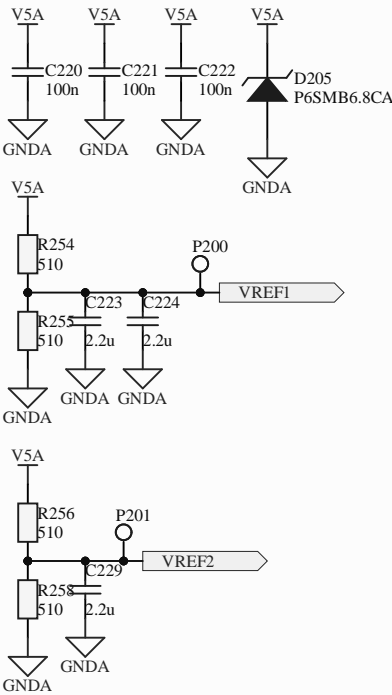 V5A V5A V5A V5A
C220 C221 C222 D205
100n 100n 100n P6SMB6.8CA
GNDA GNDA GNDA
GNDA
V5A
P200
R254
510
C223 C224 VREF1
R255
510 2.2u 2.2u
GNDA GNDA
GNDA
V5A
R256 P201
510
C229 VREF2
R258
510 2.2u
GNDA
GNDA